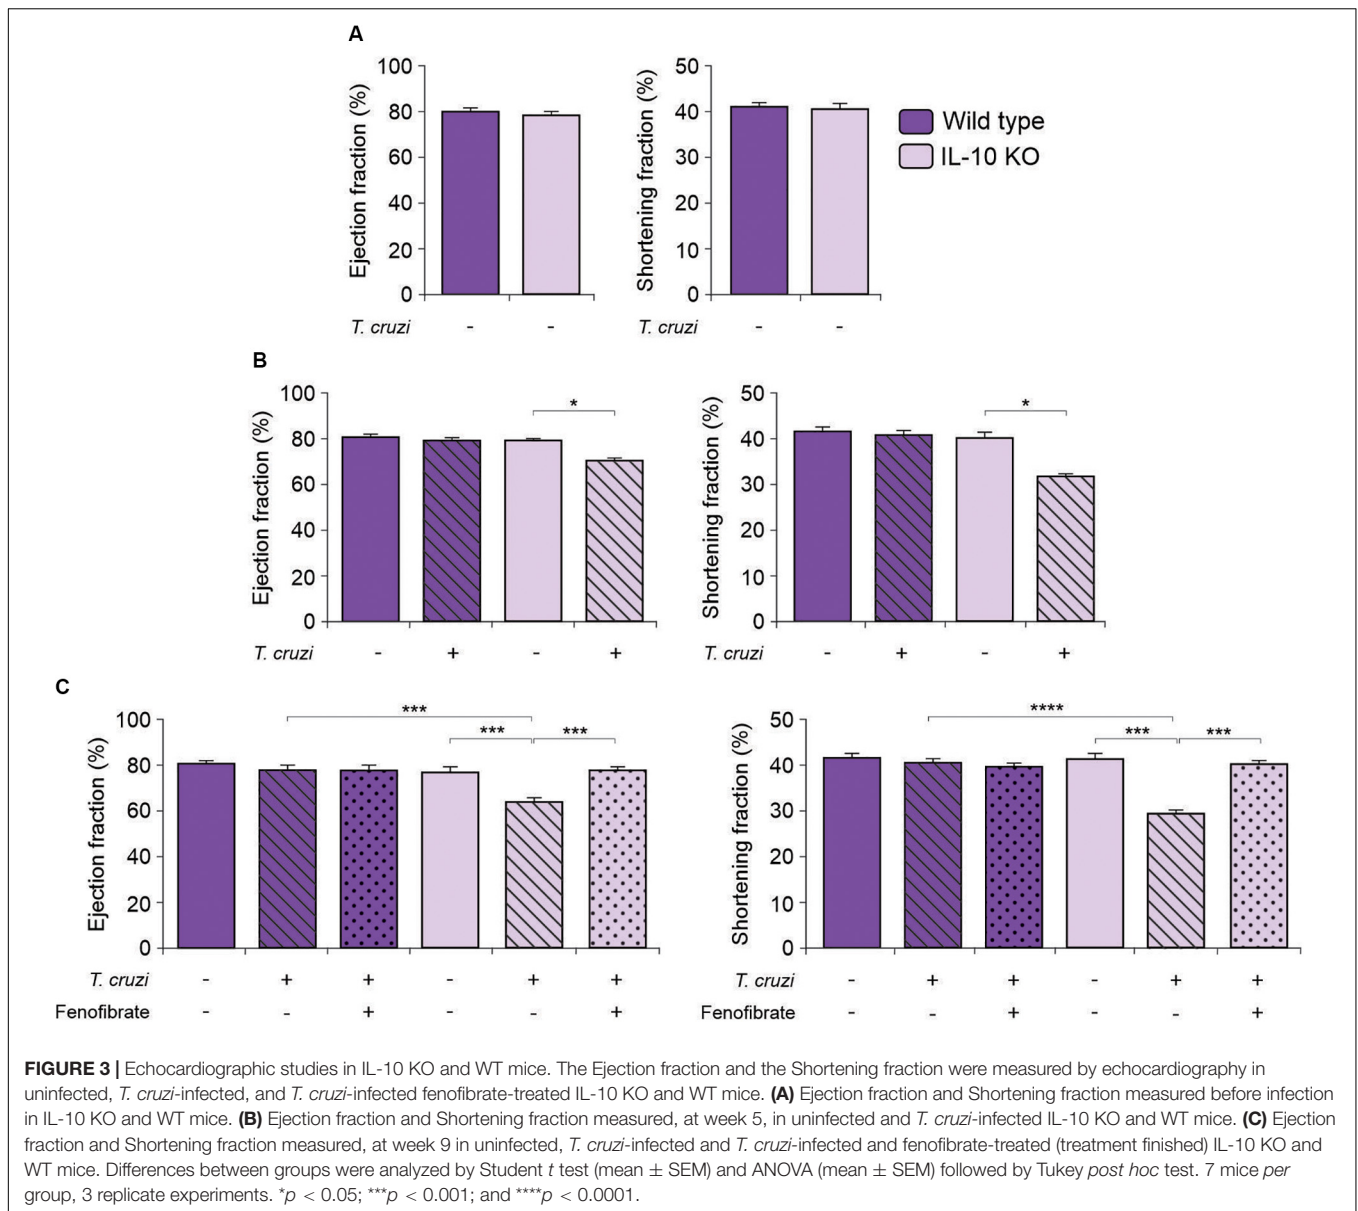 A
Ejection fraction (%)
100
80
60
40
20
0
T. cruzi - -
Shortening fraction (%)
50
40
30
20
10
0
T. cruzi - -
Wild type
IL-10 KO
B
Ejection fraction (%)
100
80
60
40
20
0
*
T. cruzi - + - +
Shortening fraction (%)
50
40
30
20
10
0
*
T. cruzi - + - +
C
Ejection fraction (%)
100
80
60
40
20
0
***
*** ***
T. cruzi - + + - + +
Fenofibrate - - + - - +
Shortening fraction (%)
50
40
30
20
10
0
****
*** ***
T. cruzi - + + - + +
Fenofibrate - - + - - +
FIGURE 3 | Echocardiographic studies in IL-10 KO and WT mice. The Ejection fraction and the Shortening fraction were measured by echocardiography in
uninfected, T. cruzi-infected, and T. cruzi-infected fenofibrate-treated IL-10 KO and WT mice. (A) Ejection fraction and Shortening fraction measured before infection
in IL-10 KO and WT mice. (B) Ejection fraction and Shortening fraction measured, at week 5, in uninfected and T. cruzi-infected IL-10 KO and WT mice. (C) Ejection
fraction and Shortening fraction measured, at week 9 in uninfected, T. cruzi-infected and T. cruzi-infected and fenofibrate-treated (treatment finished) IL-10 KO and
WT mice. Differences between groups were analyzed by Student t test (mean ± SEM) and ANOVA (mean ± SEM) followed by Tukey post hoc test. 7 mice per
group, 3 replicate experiments. *p < 0.05; ***p < 0.001; and ****p < 0.0001.